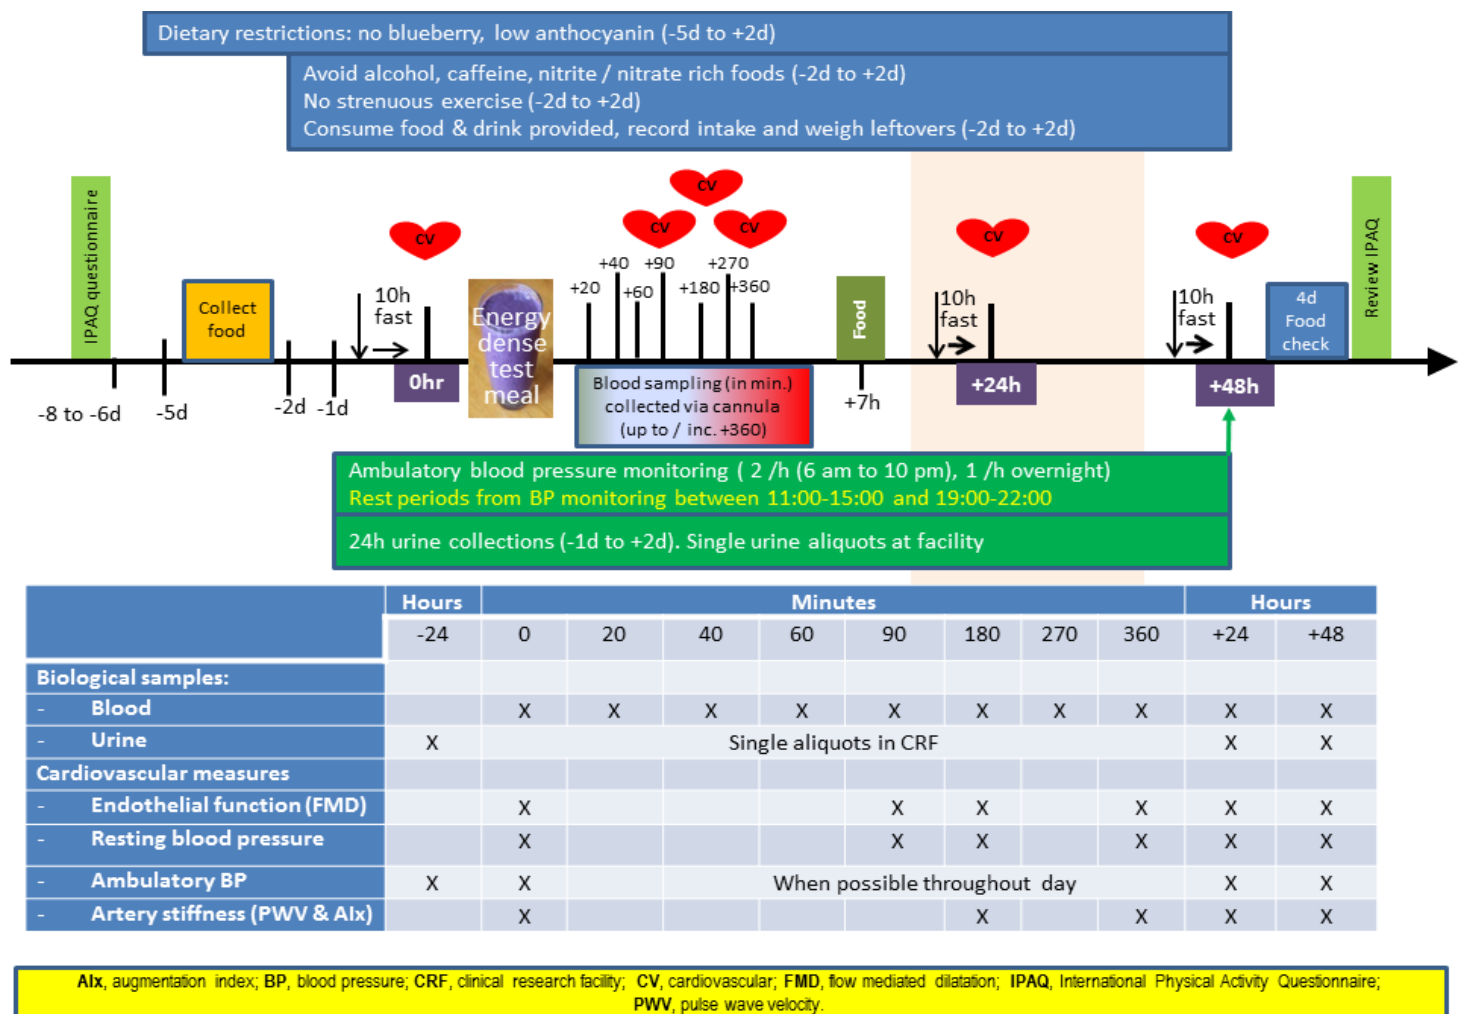 Dietary restrictions: no blueberry, low anthocyanin (-5d to +2d)
Avoid alcohol, caffeine, nitrite / nitrate rich foods (-2d to +2d)
No strenuous exercise (-2d to +2d)
Consume food & drink provided, record intake and weigh leftovers (-2d to +2d)
IPAQ questionnaire
Collect
food
10h
fast
CV
0hr
Energy
dense
test
meal
CV
CV
CV
+20
+40
+60
+90
+180
+270
+360
Blood sampling (in min.)
collected via cannula
(up to / inc. +360)
Food
+7h
10h
fast
CV
+24h
10h
fast
CV
+48h
4d
Food
check
Review IPAQ
-8 to -6d
-5d
-2d
-1d
Ambulatory blood pressure monitoring ( 2 /h (6 am to 10 pm), 1 /h overnight)
Rest periods from BP monitoring between 11:00-15:00 and 19:00-22:00
24h urine collections (-1d to +2d). Single urine aliquots at facility
Hours Minutes Hours
-24 0 20 40 60 90 180 270 360 +24 +48
Biological samples:
- Blood X X X X X X X X X X
- Urine X Single aliquots in CRF X X
Cardiovascular measures
- Endothelial function (FMD) X X X X X X
- Resting blood pressure X X X X X X
- Ambulatory BP X X When possible throughout day X X
- Artery stiffness (PWV & AIx) X X X X X
AIx, augmentation index; BP, blood pressure; CRF, clinical research facility; CV, cardiovascular; FMD, flow mediated dilatation; IPAQ, International Physical Activity Questionnaire;
PWV, pulse wave velocity.